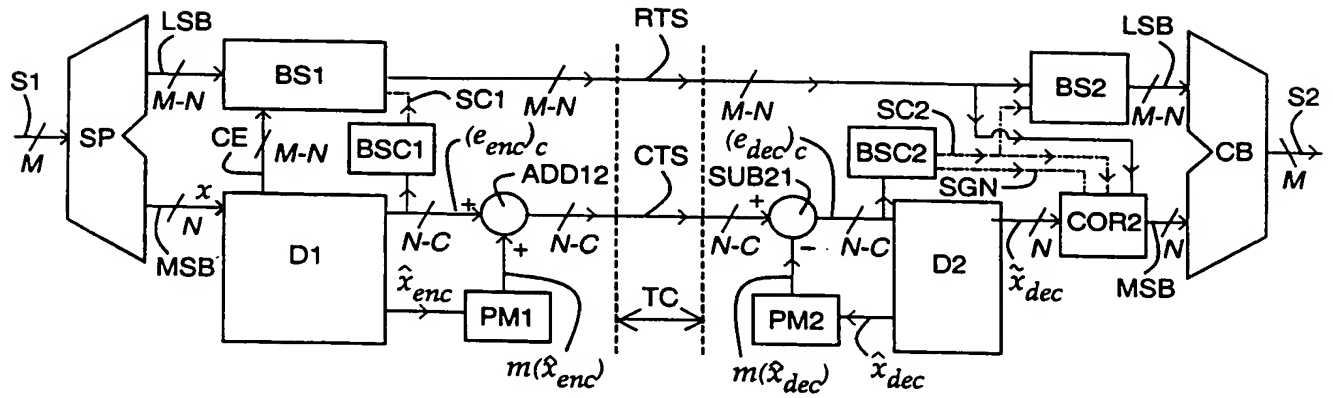 LSB
RTS
LSB
S1
BS1
BS2
S2
M-N
M-N
M-N
SC1
SC2
M-N
SP
CE
M-N
BSC1
(e_enc)_c
(e_dec)_c
BSC2
CB
M
M
x
ADD12
CTS
SUB21
SGN
+
+
COR2
N
N-C
N-C
N-C
N-C
N
N
MSB
D1
+
−
D2
x̃_dec
MSB
x̂_enc
TC
PM1
PM2
m(x̂_enc)
m(x̂_dec)
x̂_dec